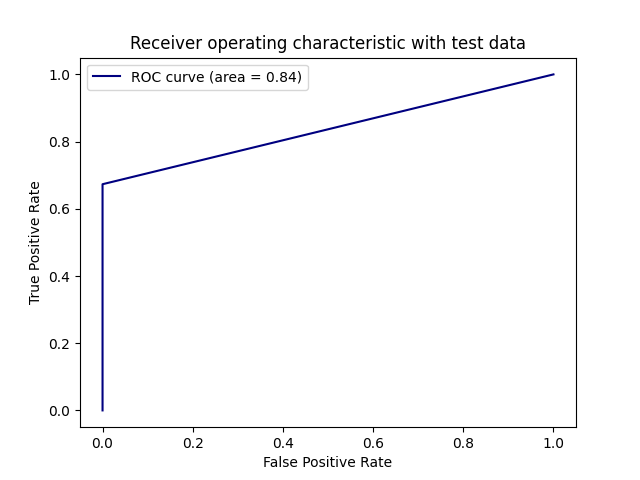 Receiver operating characteristic with test data
ROC curve (area = 0.84)
1.0
0.8
0.6
0.4
0.2
0.0
True Positive Rate
0.0 0.2 0.4 0.6 0.8 1.0
False Positive Rate